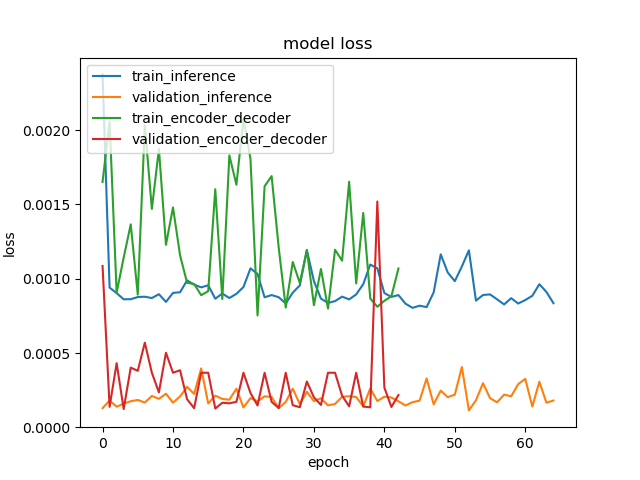 model loss
train_inference
validation_inference
train_encoder_decoder
validation_encoder_decoder
loss
0.0020
0.0015
0.0010
0.0005
0.0000
0 10 20 30 40 50 60
epoch